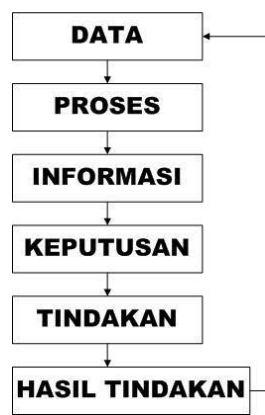 DATA
PROSES
INFORMASI
KEPUTUSAN
TINDAKAN
HASIL TINDAKAN